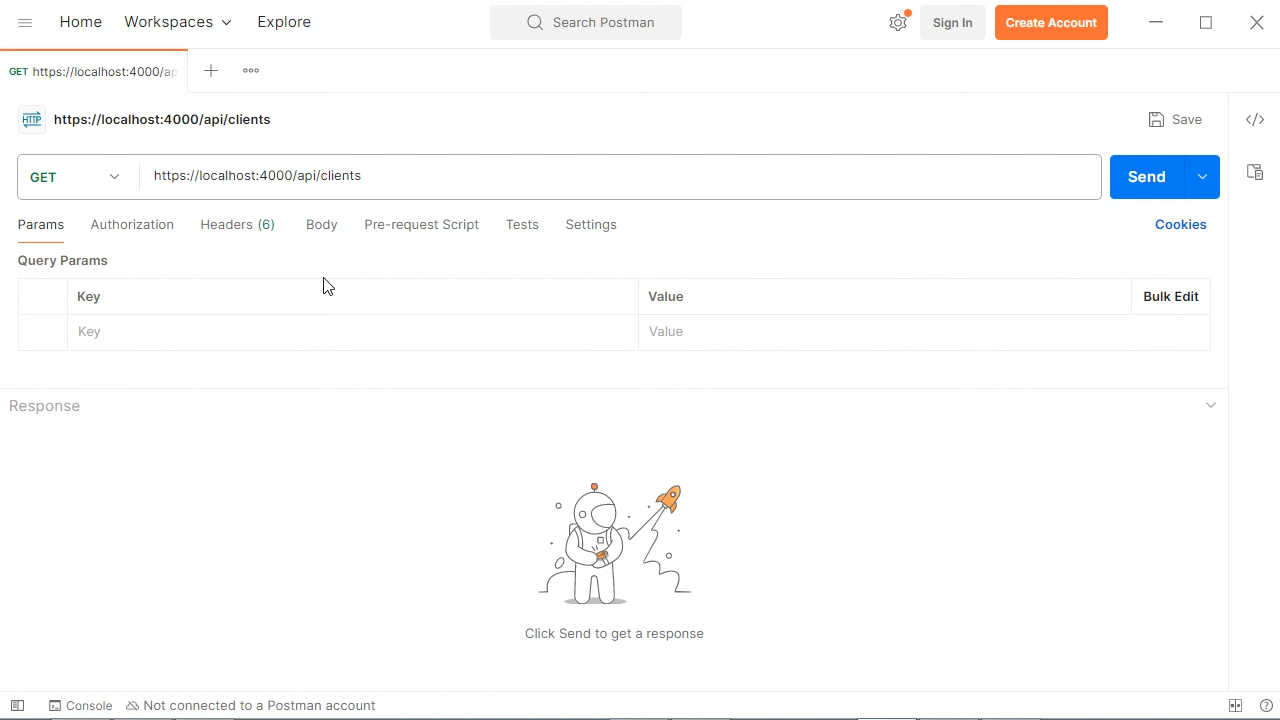 Home Workspaces Explore Search Postman Sign In Create Account
GET https://localhost:4000/ap
HTTP https://localhost:4000/api/clients Save
GET https://localhost:4000/api/clients Send
Params Authorization Headers (6) Body Pre-request Script Tests Settings Cookies
Query Params
Key Value Bulk Edit
Key Value
Response
Click Send to get a response
Console Not connected to a Postman account